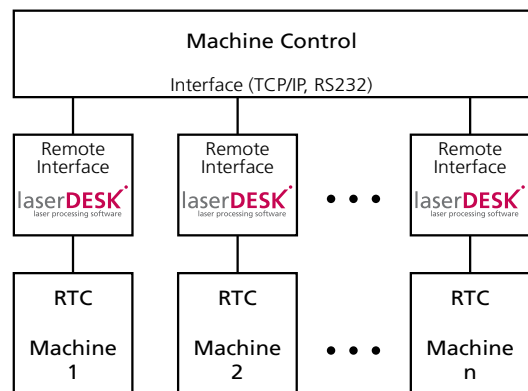 Machine Control
Interface (TCP/IP, RS232)
Remote
Interface
laserDESK
laser processing software
Remote
Interface
laserDESK
laser processing software
Remote
Interface
laserDESK
laser processing software
RTC
Machine
1
RTC
Machine
2
RTC
Machine
n